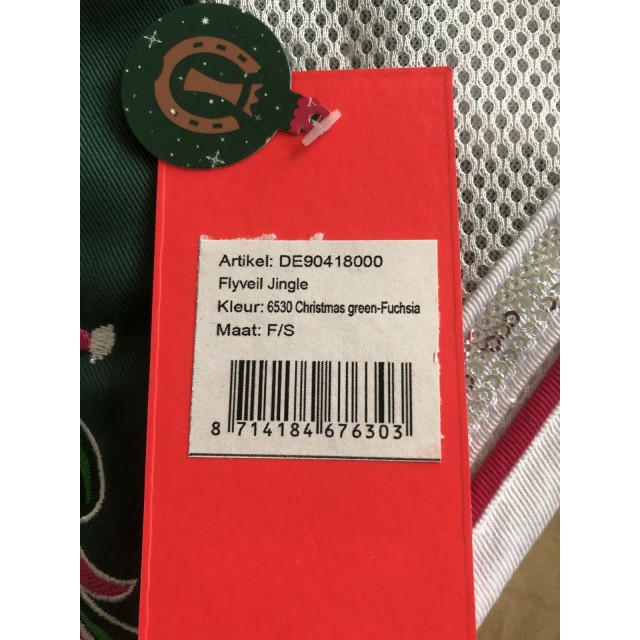 Artikel: DE90418000
Flyveil Jingle
Kleur: 6530 Christmas green-Fuchsia
Maat: F/S
8 714184 676303